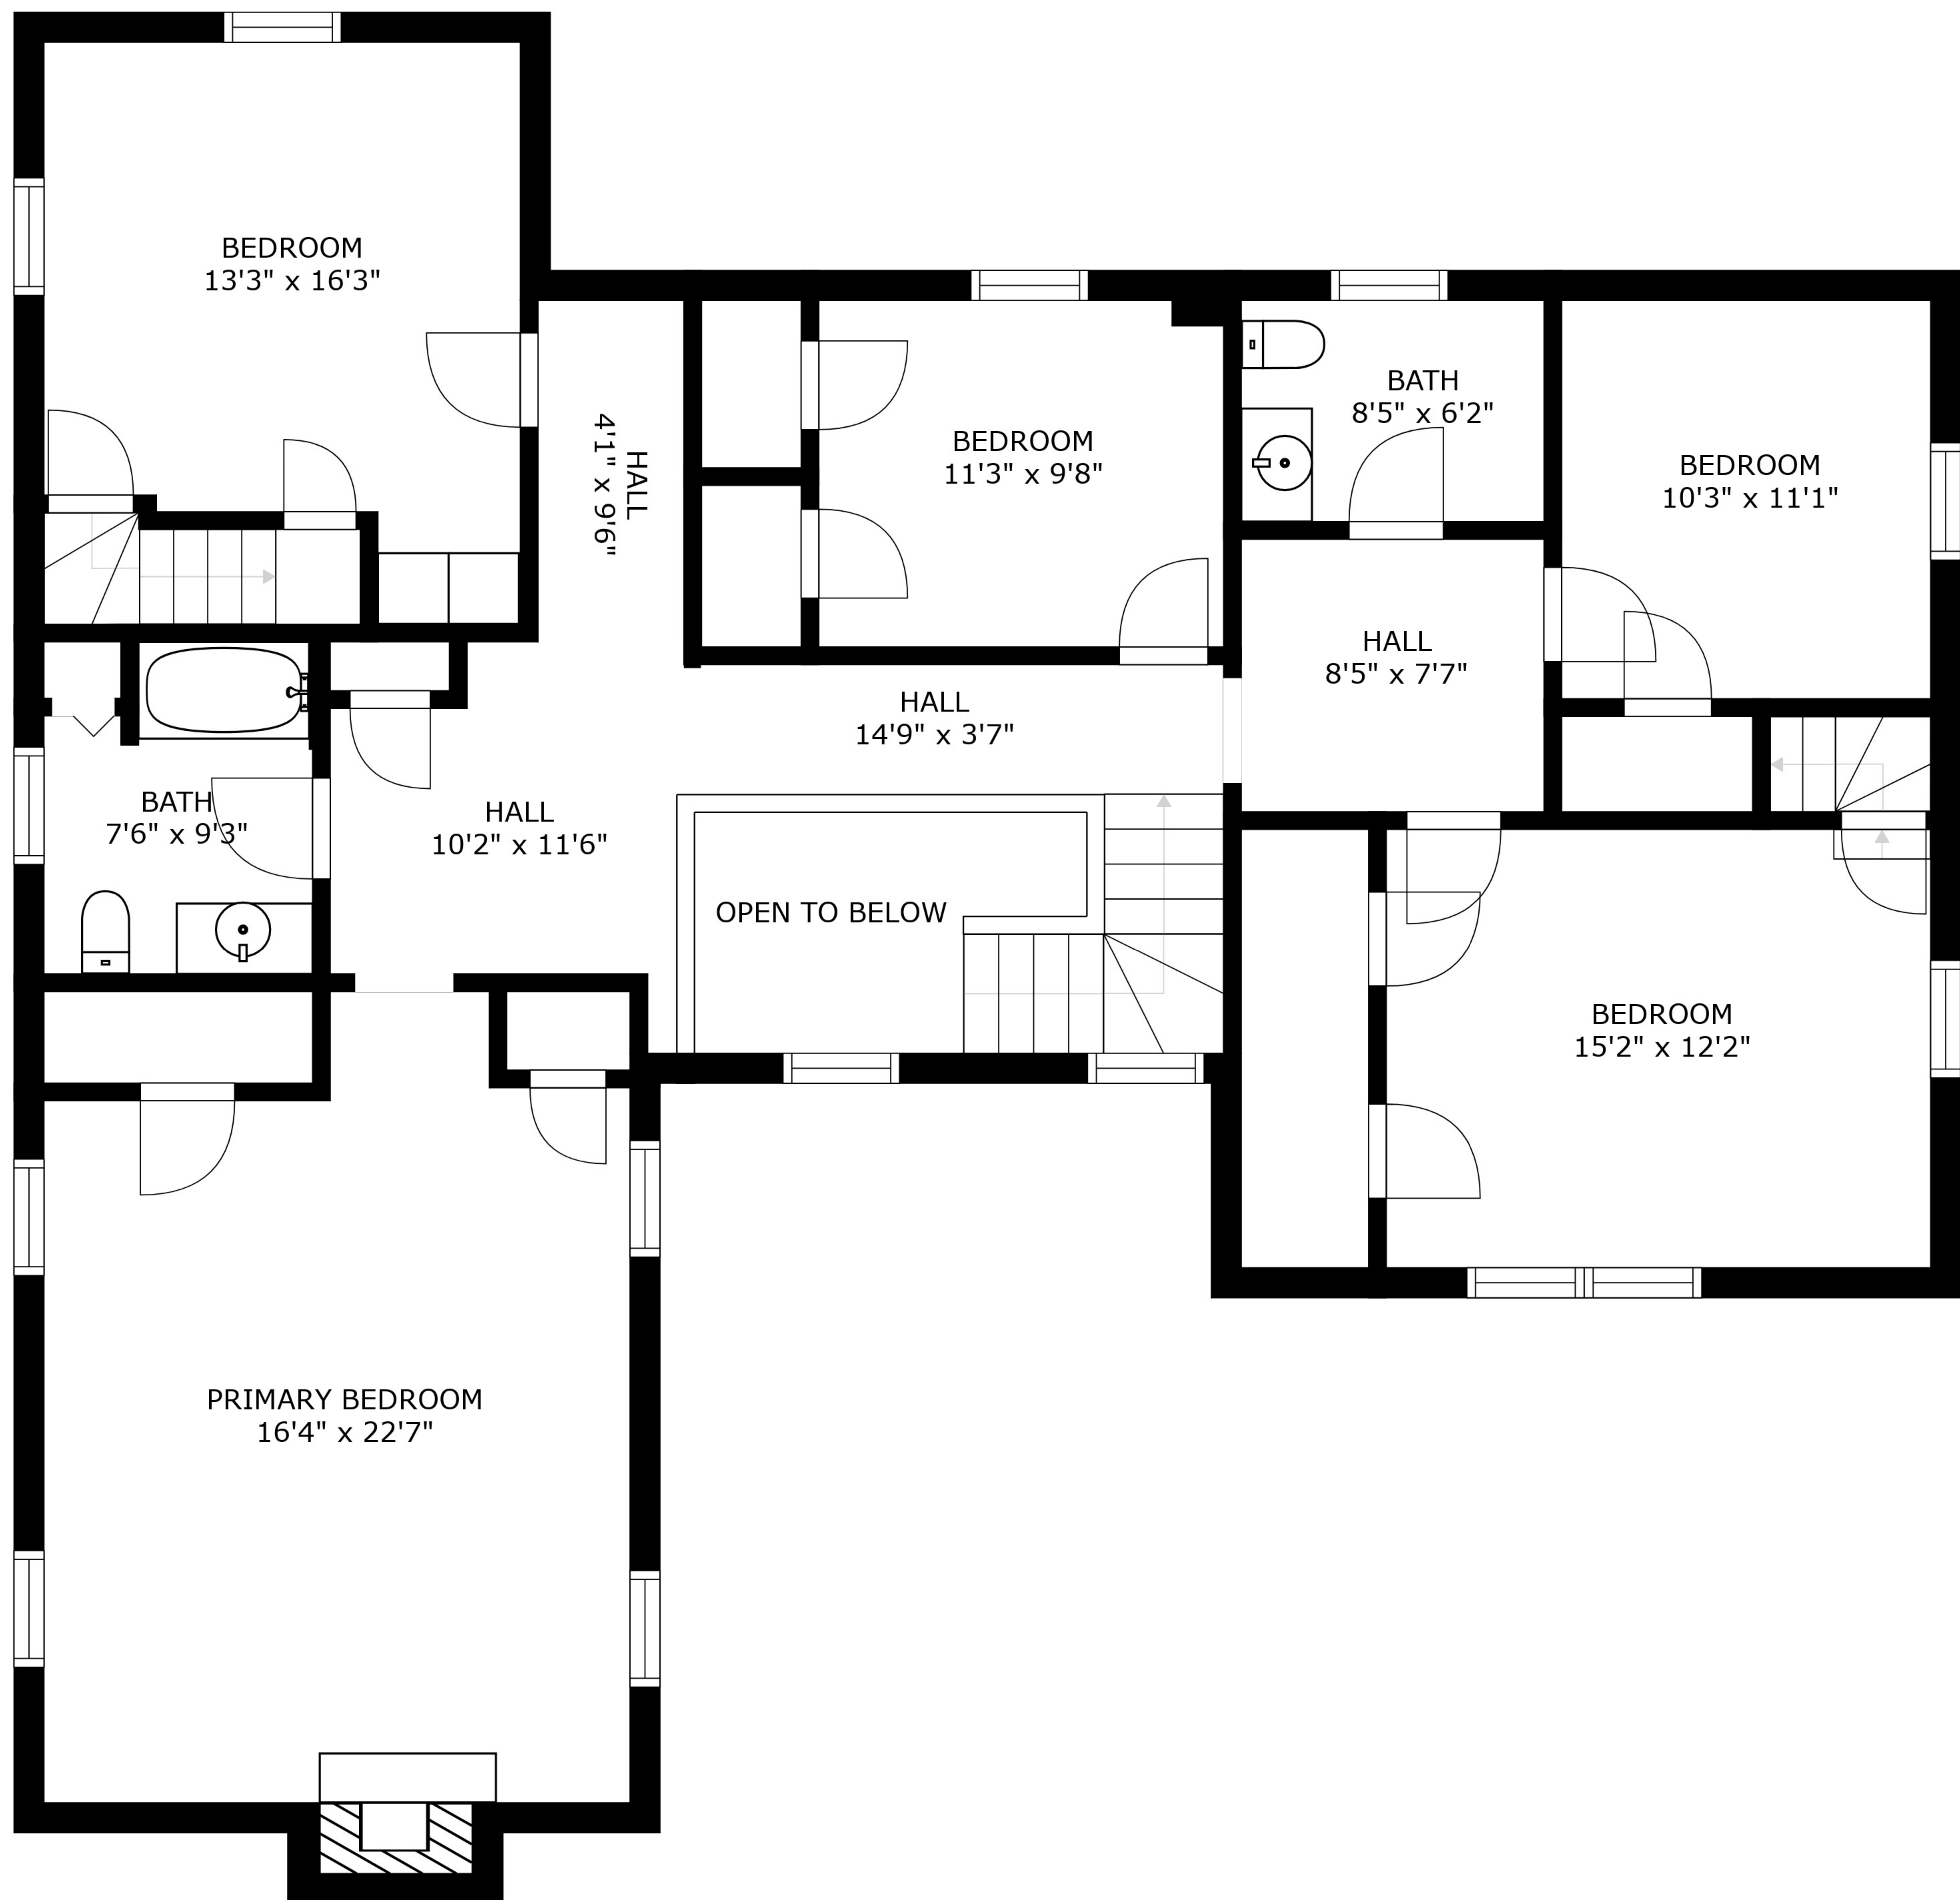 BEDROOM
13'3" x 16'3"
HALL
4'1" x 9'6"
BEDROOM
11'3" x 9'8"
BATH
8'5" x 6'2"
BEDROOM
10'3" x 11'1"
HALL
8'5" x 7'7"
HALL
14'9" x 3'7"
BATH
7'6" x 9'3"
HALL
10'2" x 11'6"
OPEN TO BELOW
BEDROOM
15'2" x 12'2"
PRIMARY BEDROOM
16'4" x 22'7"